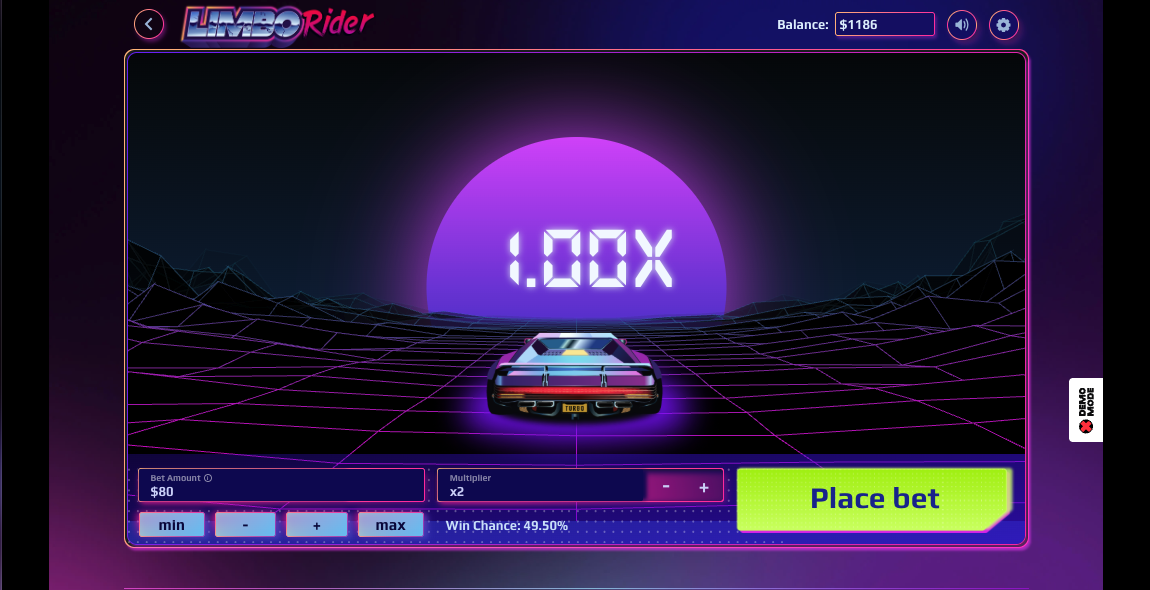 LIMBO Rider
Balance: $1186
1.00X
TURBO
DEMO
MODE
Bet Amount
$80
Multiplier
x2
- +
Place bet
min - + max
Win Chance: 49.50%